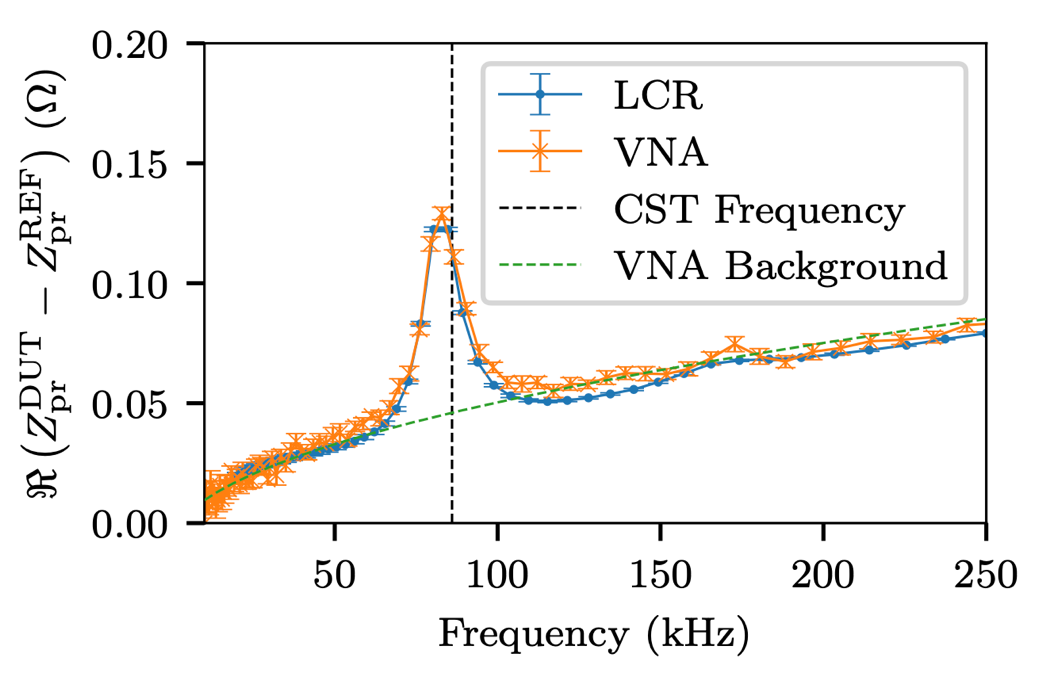 0.20
0.15
0.10
0.05
0.00
ℜ(Z_pr^DUT − Z_pr^REF) (Ω)
LCR
VNA
CST Frequency
VNA Background
50 100 150 200 250
Frequency (kHz)